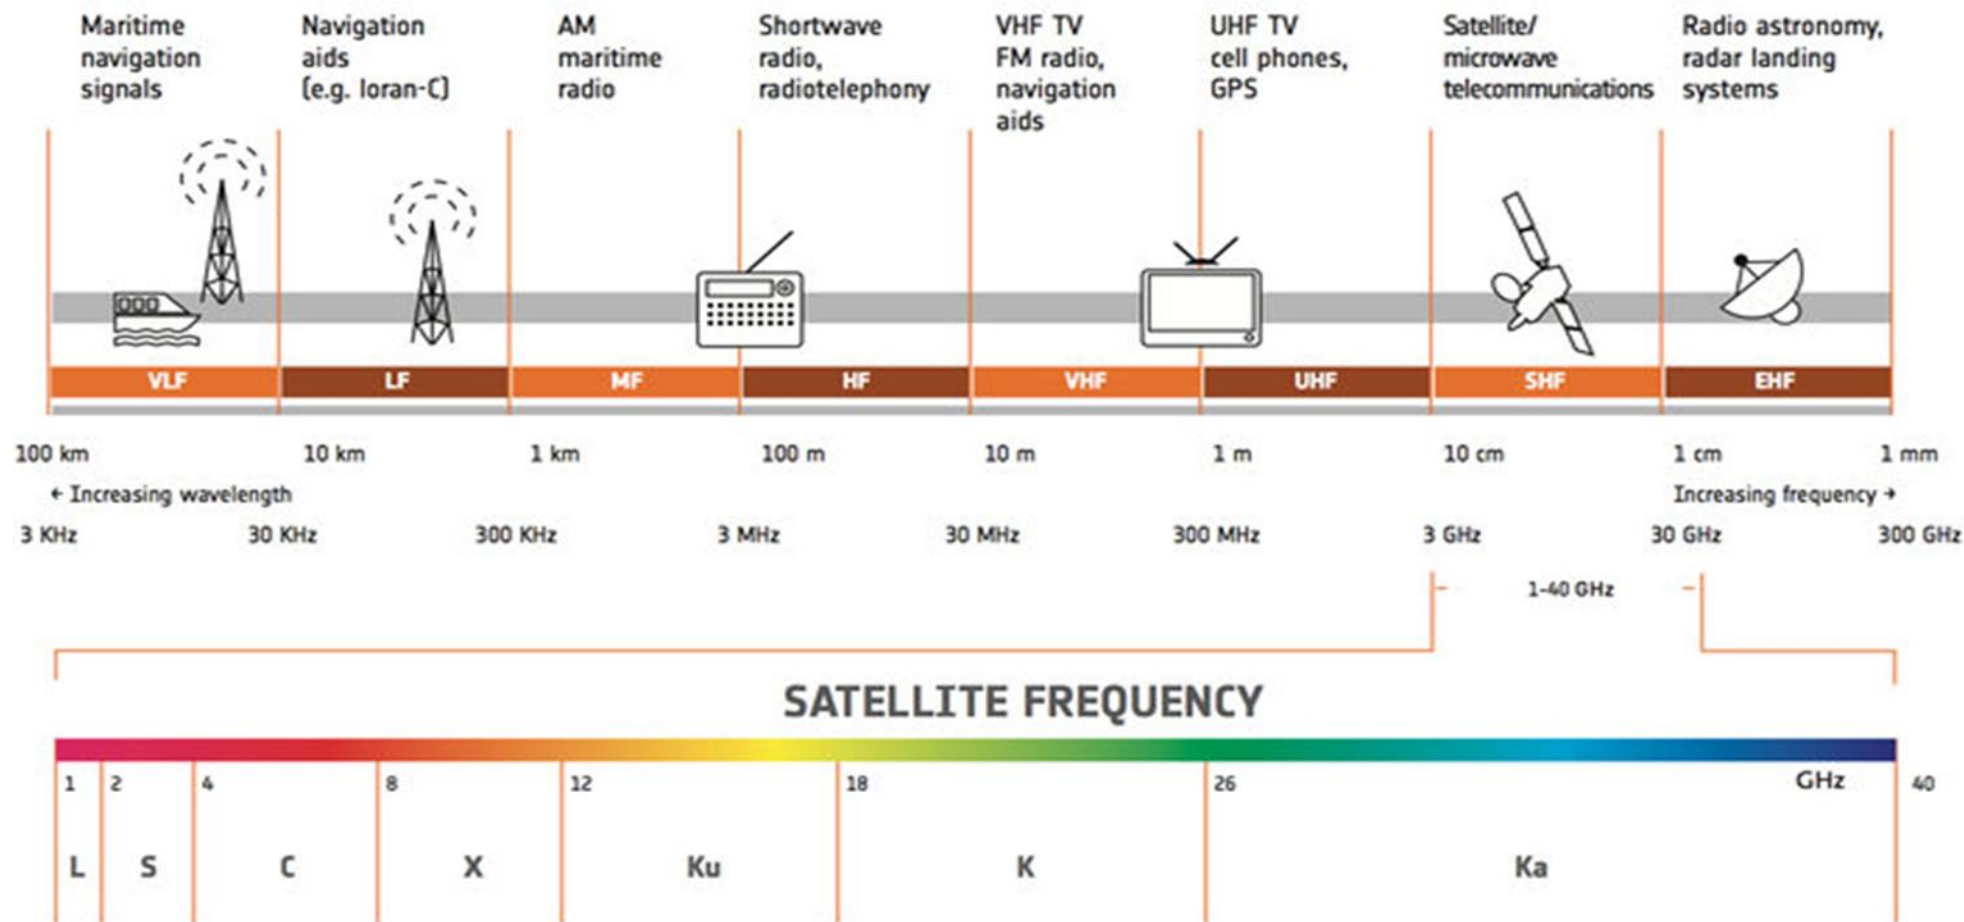 Maritime
navigation
signals
Navigation
aids
(e.g. loran-C)
AM
maritime
radio
Shortwave
radio,
radiotelephony
VHF TV
FM radio,
navigation
aids
UHF TV
cell phones,
GPS
Satellite/
microwave
telecommunications
Radio astronomy,
radar landing
systems
VLF LF MF HF VHF UHF SHF EHF
100 km 10 km 1 km 100 m 10 m 1 m 10 cm 1 cm 1 mm
← Increasing wavelength Increasing frequency →
3 KHz 30 KHz 300 KHz 3 MHz 30 MHz 300 MHz 3 GHz 30 GHz 300 GHz
1-40 GHz
SATELLITE FREQUENCY
1 2 4 8 12 18 26 GHz 40
L S C X Ku K Ka